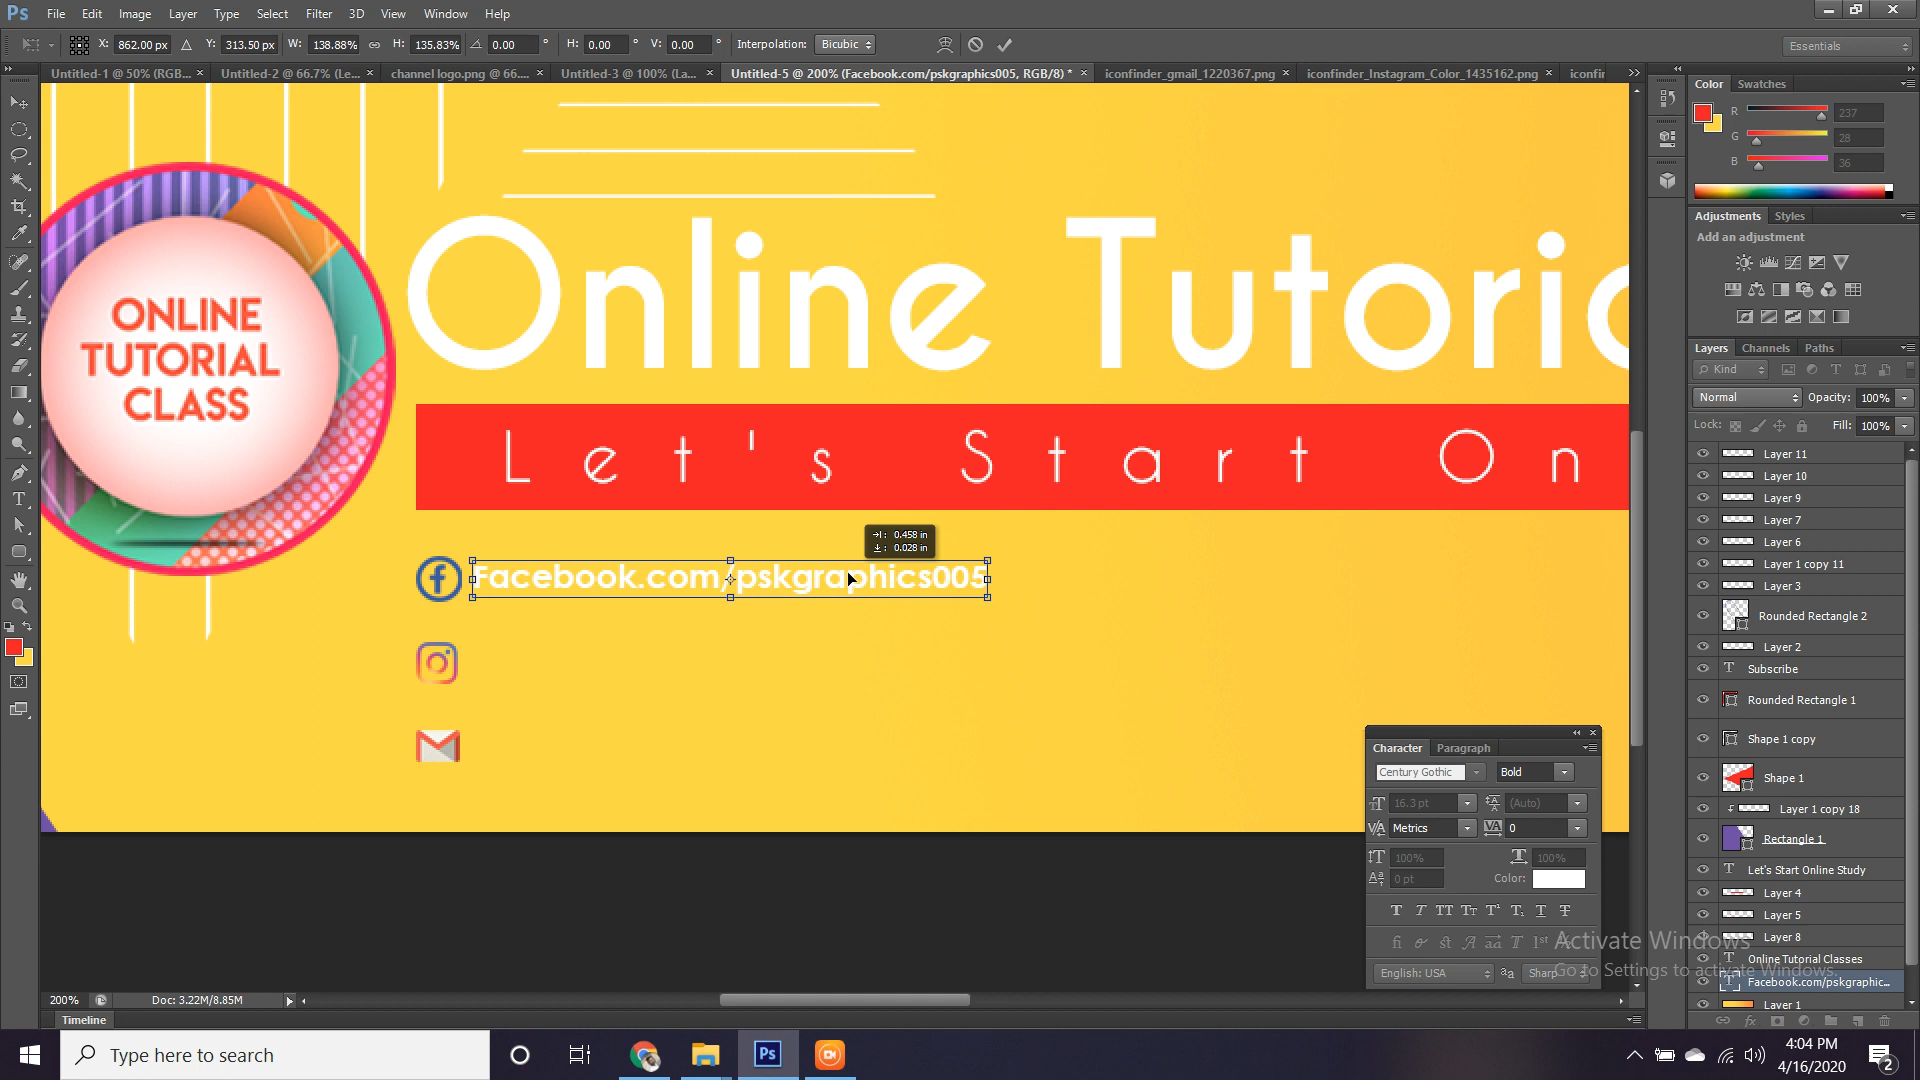 Ps File Edit Image Layer Type Select Filter 3D View Window Help
X: 862.00 px Y: 313.50 px W: 138.88% H: 135.83% 0.00 ° H: 0.00 ° V: 0.00 ° Interpolation: Bicubic Essentials
Untitled-1 @ 50% (RGB... × Untitled-2 @ 66.7% (Le... × channel logo.png @ 66.... × Untitled-3 @ 100% (La... × Untitled-5 @ 200% (Facebook.com/pskgraphics005, RGB/8) * × iconfinder_gmail_1220367.png × iconfinder_Instagram_Color_1435162.png × iconfir
Color Swatches
R 237
G 28
B 36
Adjustments Styles
Add an adjustment
Layers Channels Paths
Kind
Normal Opacity: 100%
Lock: Fill: 100%
Layer 11
Layer 10
Layer 9
Layer 7
Layer 6
Layer 1 copy 11
Layer 3
Rounded Rectangle 2
Layer 2
Subscribe
Rounded Rectangle 1
Shape 1 copy
Shape 1
Layer 1 copy 18
Rectangle 1
Let's Start Online Study
Layer 4
Layer 5
Layer 8
Online Tutorial Classes
Facebook.com/pskgraphic...
Layer 1
ONLINE
TUTORIAL
CLASS
Online Tutoria
Let's Start On
0.458 in
0.028 in
Facebook.com/pskgraphics005
Character Paragraph
Century Gothic Bold
16.3 pt (Auto)
Metrics 0
100% 100%
0 pt Color:
English: USA Sharp
Activate Windows
Go to Settings to activate Windows.
200% Doc: 3.22M/8.85M
Timeline
Type here to search
4:04 PM
4/16/2020
2